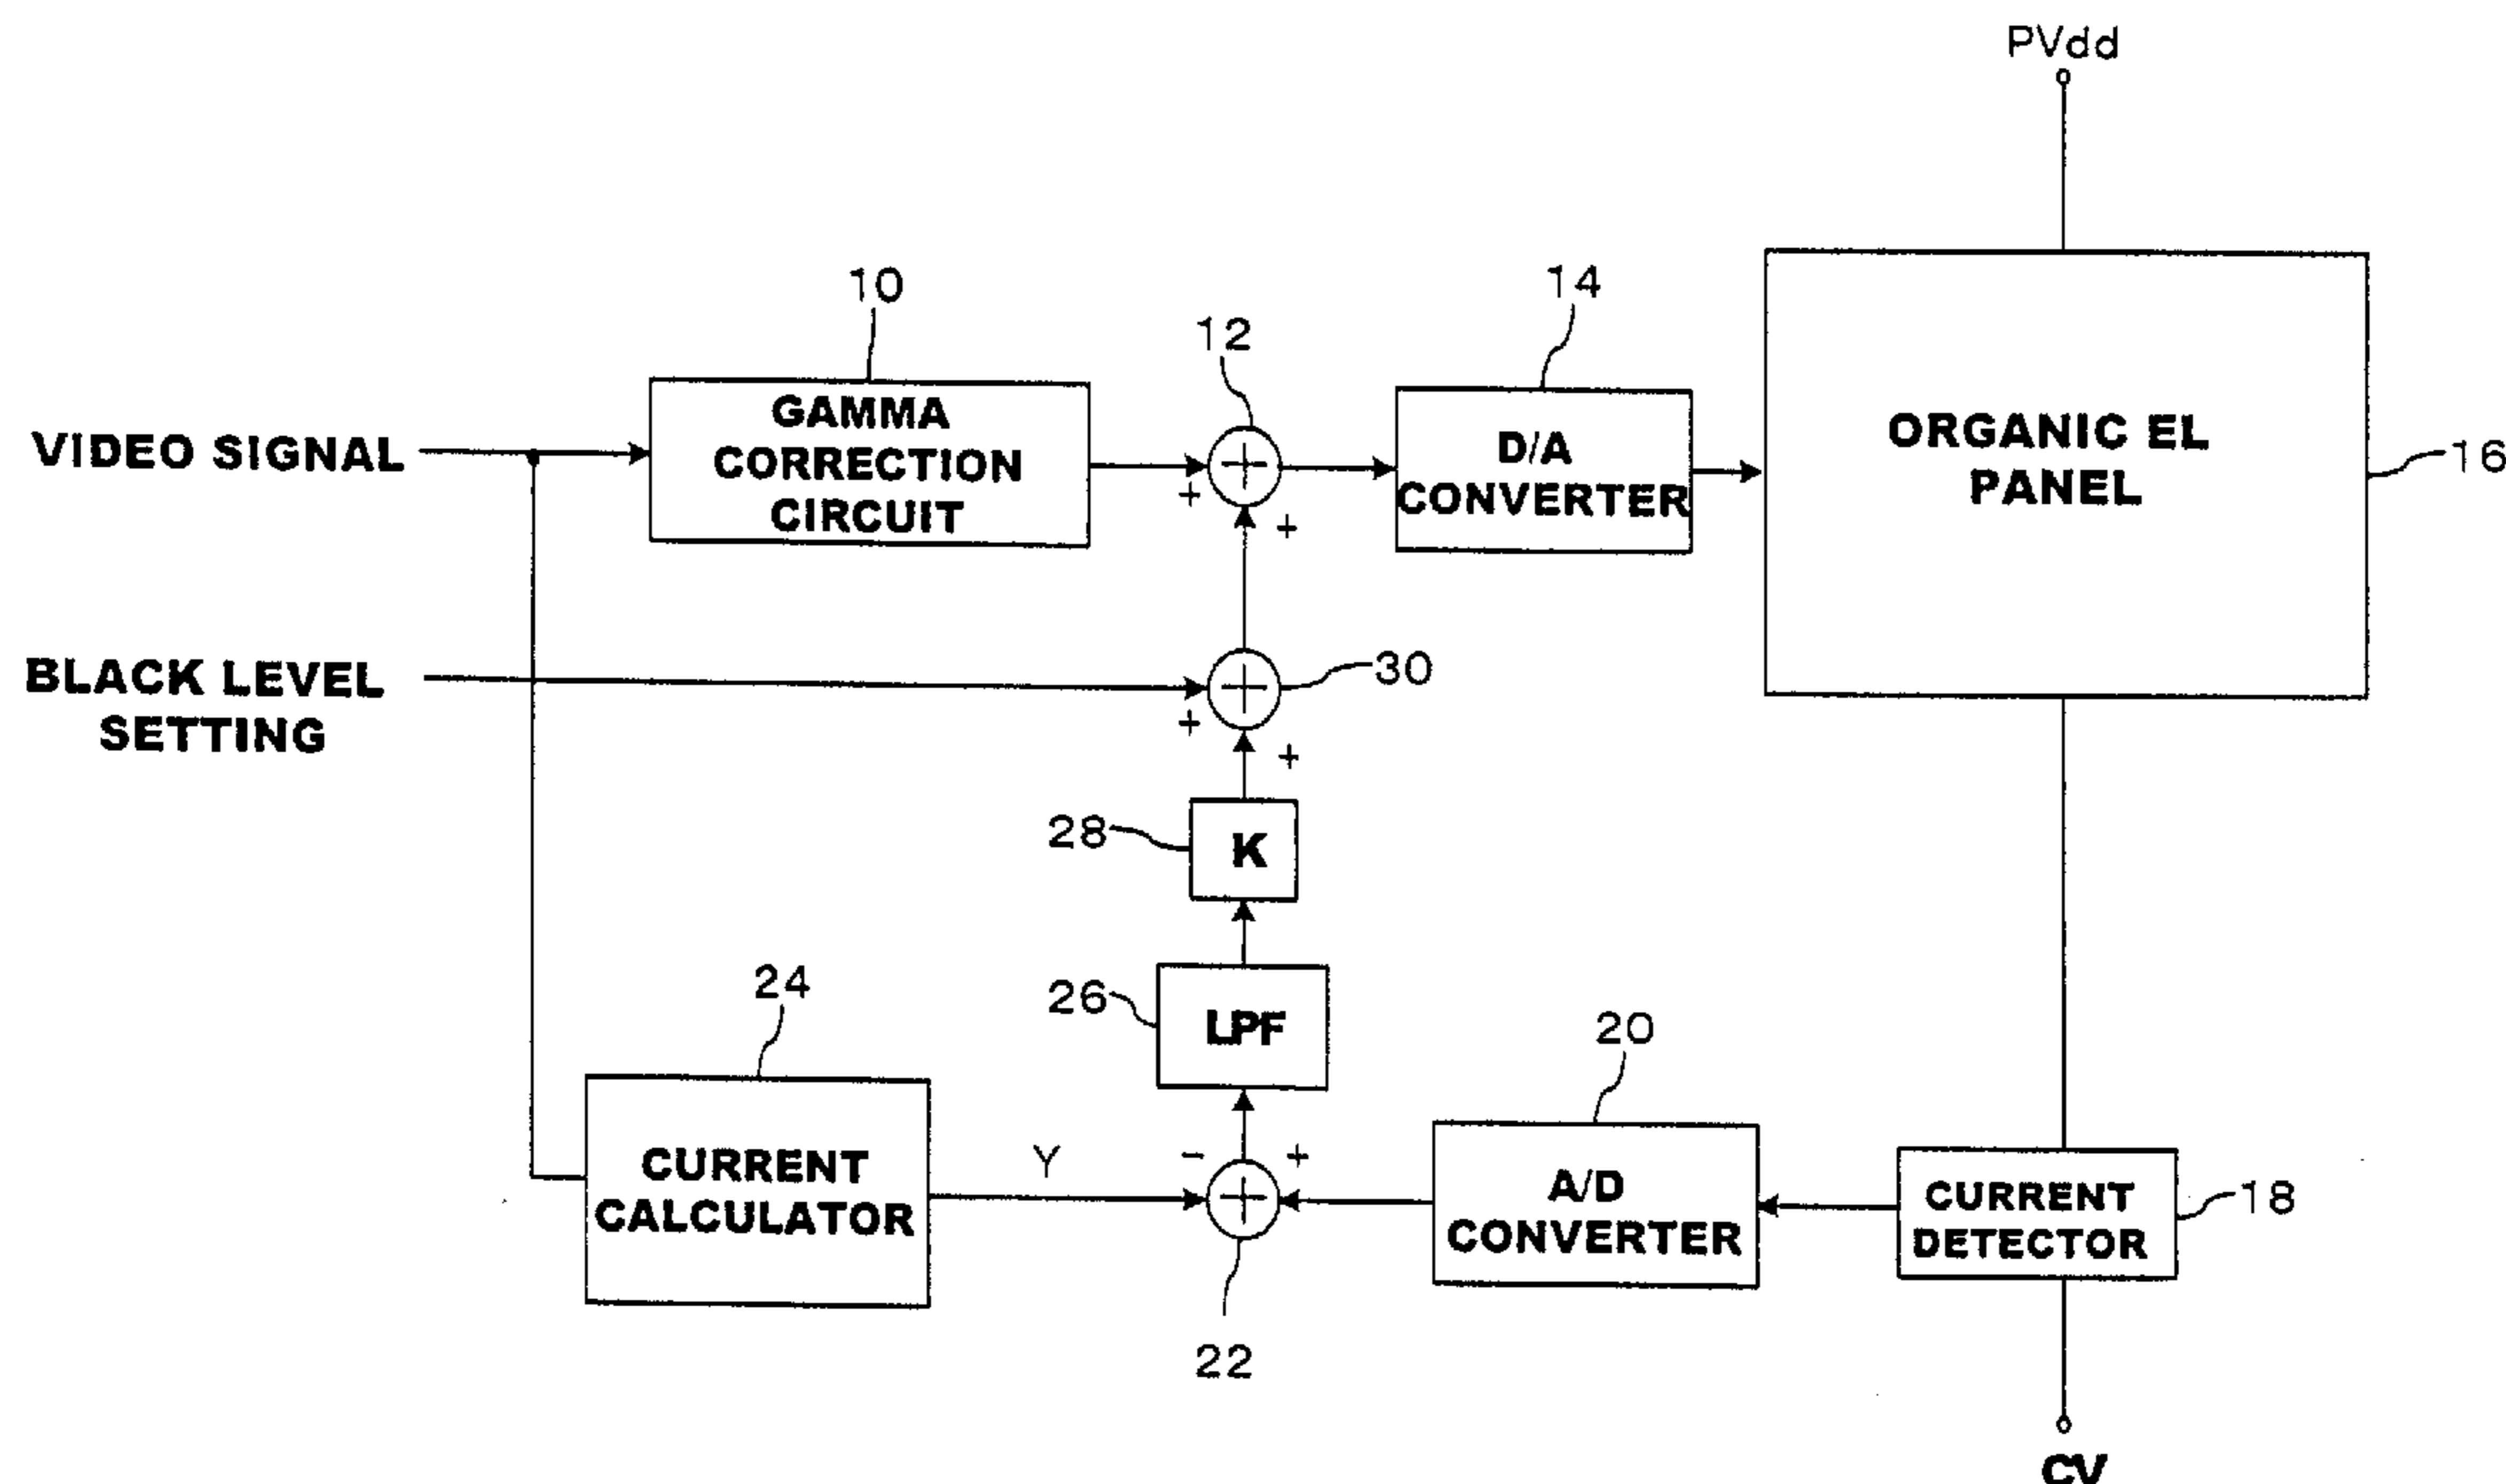 PVdd
10
12
14
VIDEO SIGNAL
GAMMA
CORRECTION
CIRCUIT
+
+
+
D/A
CONVERTER
ORGANIC EL
PANEL
16
BLACK LEVEL
SETTING
+
+
+
30
28
K
26
LPF
24
20
CURRENT
CALCULATOR
Y
-
+
+
22
A/D
CONVERTER
CURRENT
DETECTOR
18
CV